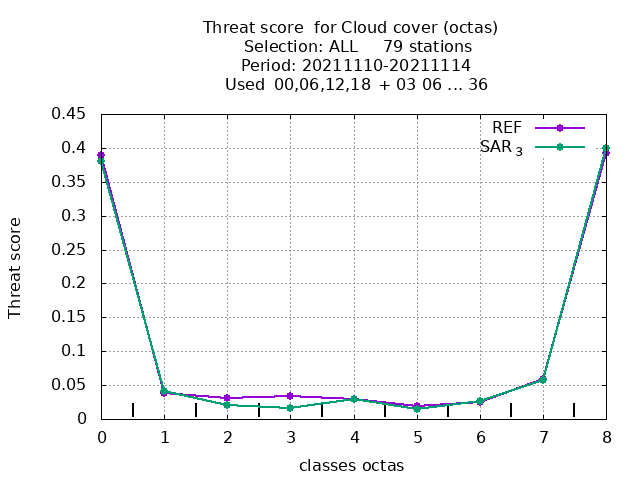 Threat score  for Cloud cover (octas)
Selection: ALL     79 stations
Period: 20211110-20211114
Used  00,06,12,18  + 03 06 ... 36
REF
SAR 3
0.45
0.4
0.35
0.3
0.25
0.2
0.15
0.1
0.05
0
Threat score
0 1 2 3 4 5 6 7 8
classes octas